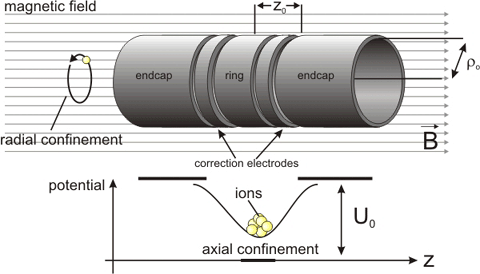 magnetic field
z₀
endcap
ring
endcap
ρ₀
radial confinement
B
correction electrodes
potential
ions
U₀
axial confinement
z